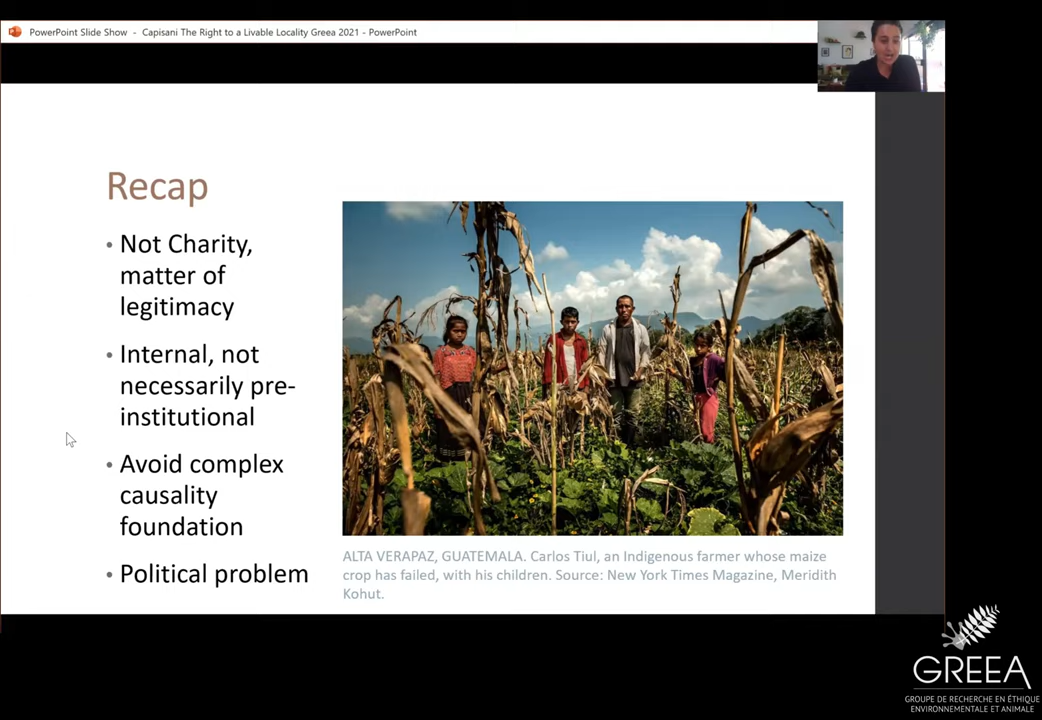 PowerPoint Slide Show - Capisani The Right to a Livable Locality Greea 2021 - PowerPoint
Recap
• Not Charity,
matter of
legitimacy
• Internal, not
necessarily pre-
institutional
• Avoid complex
causality
foundation
• Political problem
ALTA VERAPAZ, GUATEMALA. Carlos Tiul, an Indigenous farmer whose maize
crop has failed, with his children. Source: New York Times Magazine, Meridith
Kohut.
GREEA
GROUPE DE RECHERCHE EN ÉTHIQUE
ENVIRONNEMENTALE ET ANIMALE